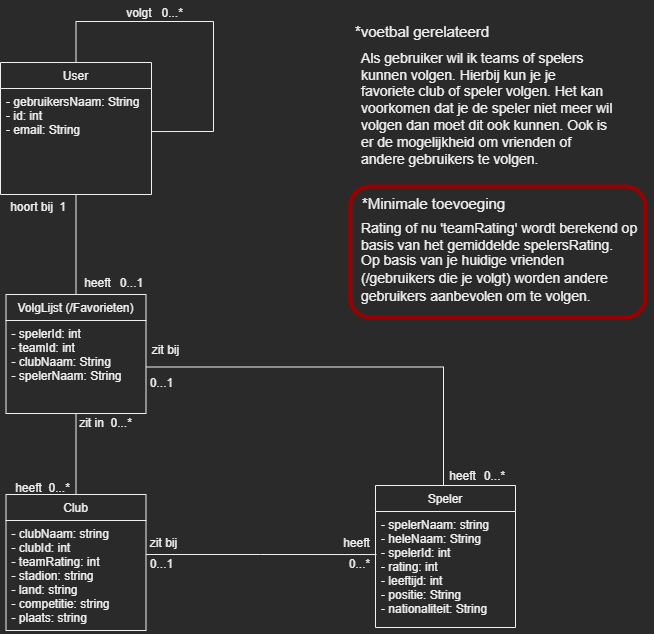 volgt 0...*
*voetbal gerelateerd
Als gebruiker wil ik teams of spelers
kunnen volgen. Hierbij kun je je
favoriete club of speler volgen. Het kan
voorkomen dat je de speler niet meer wil
volgen dan moet dit ook kunnen. Ook is
er de mogelijkheid om vrienden of
andere gebruikers te volgen.
User
- gebruikersNaam: String
- id: int
- email: String
hoort bij 1
*Minimale toevoeging
Rating of nu 'teamRating' wordt berekend op
basis van het gemiddelde spelersRating.
Op basis van je huidige vrienden
(/gebruikers die je volgt) worden andere
gebruikers aanbevolen om te volgen.
heeft 0...1
VolgLijst (/Favorieten)
- spelerId: int
- teamId: int
- clubNaam: String
- spelerNaam: String
zit bij
0...1
zit in 0...*
heeft 0...*
heeft 0...*
Club
- clubNaam: string
- clubId: int
- teamRating: int
- stadion: string
- land: string
- competitie: string
- plaats: string
zit bij
0...1
heeft
0...*
Speler
- spelerNaam: string
- heleNaam: String
- spelerId: int
- rating: int
- leeftijd: int
- positie: String
- nationaliteit: String